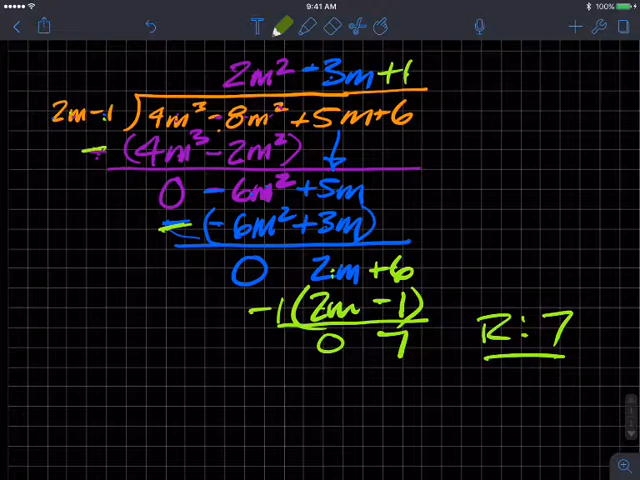 9:41 AM
100%
T
2m² -3m +1
2m-1 ) 4m³ -8m² +5m+6
- (4m³ - 2m²)
0 -6m² +5m
- (-6m² +3m)
0 2m +6
-1(2m -1)
0 7
R: 7